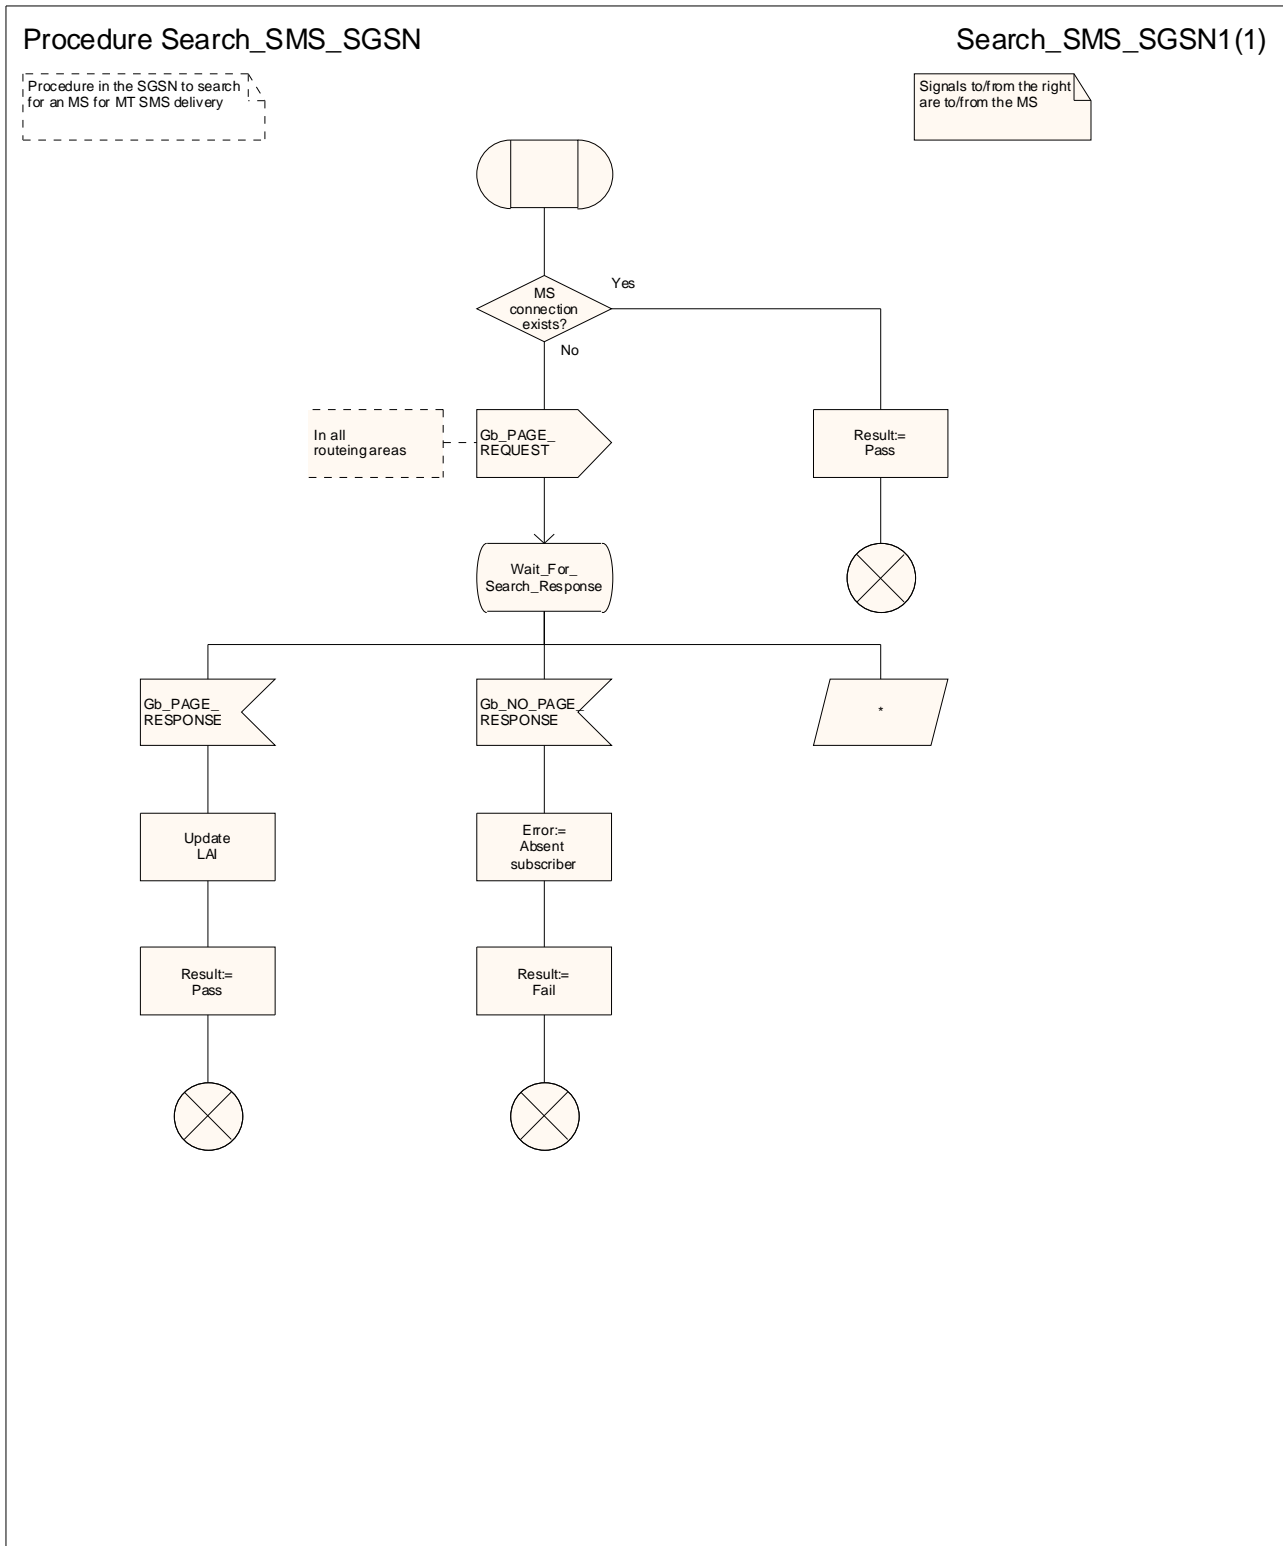 Procedure Search_SMS_SGSN
Search_SMS_SGSN1(1)
Procedure in the SGSN to search
for an MS for MT SMS delivery
Signals to/from the right
are to/from the MS
MS
connection
exists?
Yes
No
In all
routeing areas
Gb_PAGE_
REQUEST
Result:=
Pass
Wait_For_
Search_Response
Gb_PAGE_
RESPONSE
Gb_NO_PAGE_
RESPONSE
*
Update
LAI
Error:=
Absent
subscriber
Result:=
Pass
Result:=
Fail